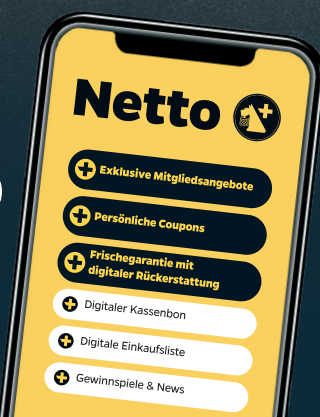 Netto
Exklusive Mitgliedsangebote
Persönliche Coupons
Frischegarantie mit
digitaler Rückerstattung
Digitaler Kassenbon
Digitale Einkaufsliste
Gewinnspiele & News